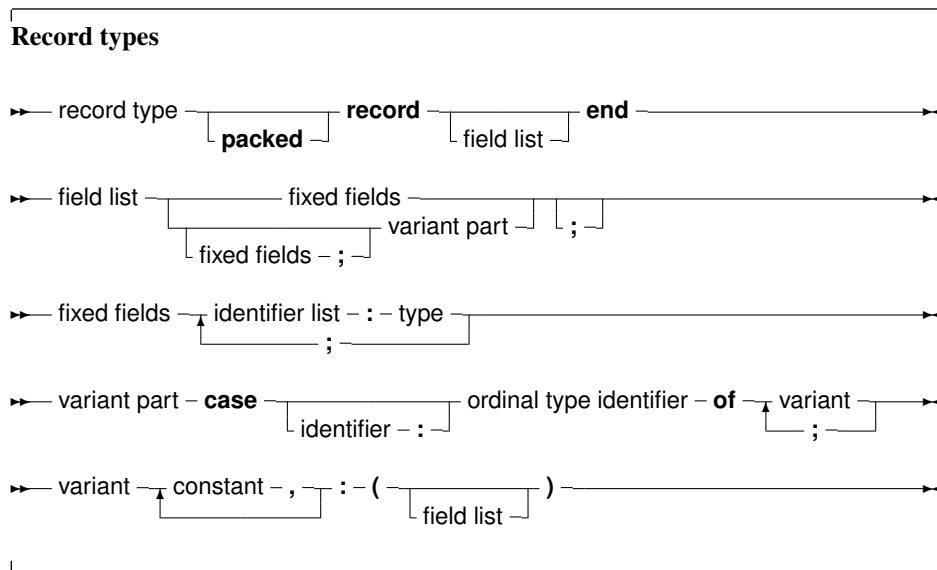 Record types
record type packed record field list end
field list fixed fields variant part ;
fixed fields ;
fixed fields identifier list : type
;
variant part case identifier : ordinal type identifier of variant
;
variant constant , : ( field list )